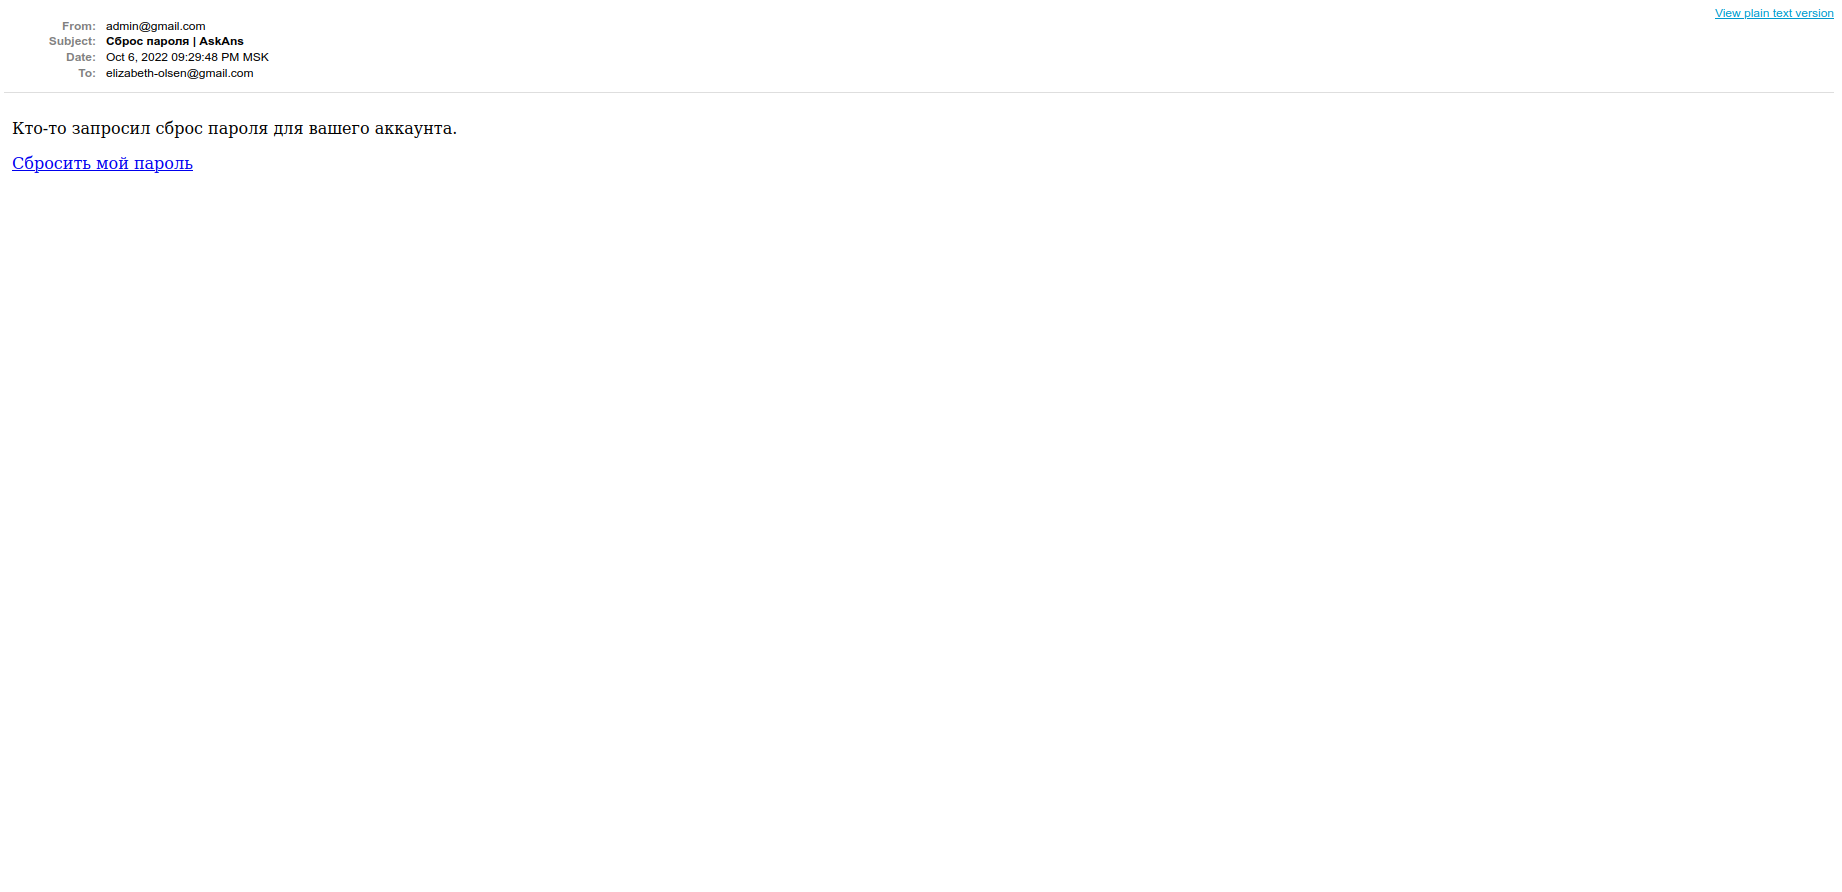 View plain text version
From: admin@gmail.com
Subject: Сброс пароля | AskAns
Date: Oct 6, 2022 09:29:48 PM MSK
To: elizabeth-olsen@gmail.com
Кто-то запросил сброс пароля для вашего аккаунта.
Сбросить мой пароль